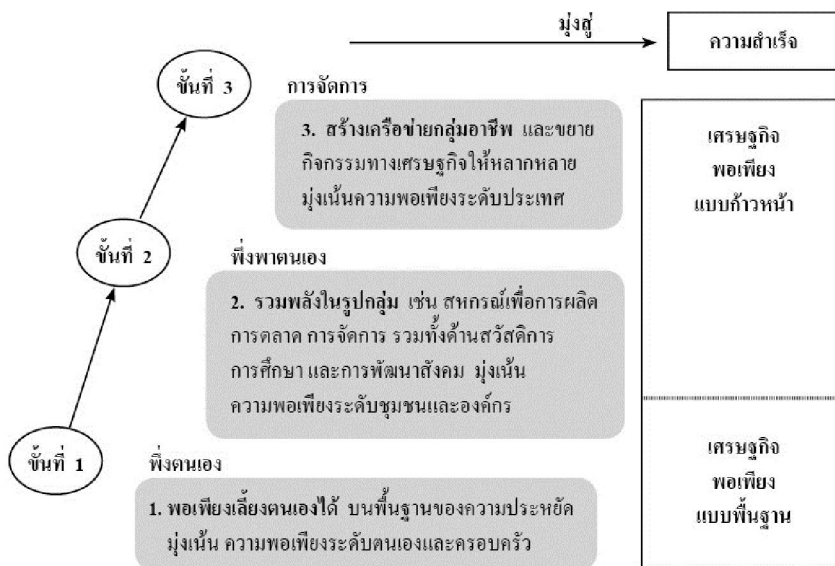 มุ่งสู่
ความสำเร็จ
ขั้นที่ 3
การจัดการ
3. สร้างเครือข่ายกลุ่มอาชีพ และขยาย
กิจกรรมทางเศรษฐกิจให้หลากหลาย
มุ่งเน้นความพอเพียงระดับประเทศ
เศรษฐกิจ
พอเพียง
แบบก้าวหน้า
ขั้นที่ 2
พึ่งพาตนเอง
2. รวมพลังในรูปกลุ่ม เช่น สหกรณ์เพื่อการผลิต
การตลาด การจัดการ รวมทั้งด้านสวัสดิการ
การศึกษา และการพัฒนาสังคม มุ่งเน้น
ความพอเพียงระดับชุมชนและองค์กร
ขั้นที่ 1
พึ่งตนเอง
1. พอเพียงเลี้ยงตนเองได้ บนพื้นฐานของความประหยัด
มุ่งเน้น ความพอเพียงระดับตนเองและครอบครัว
เศรษฐกิจ
พอเพียง
แบบพื้นฐาน